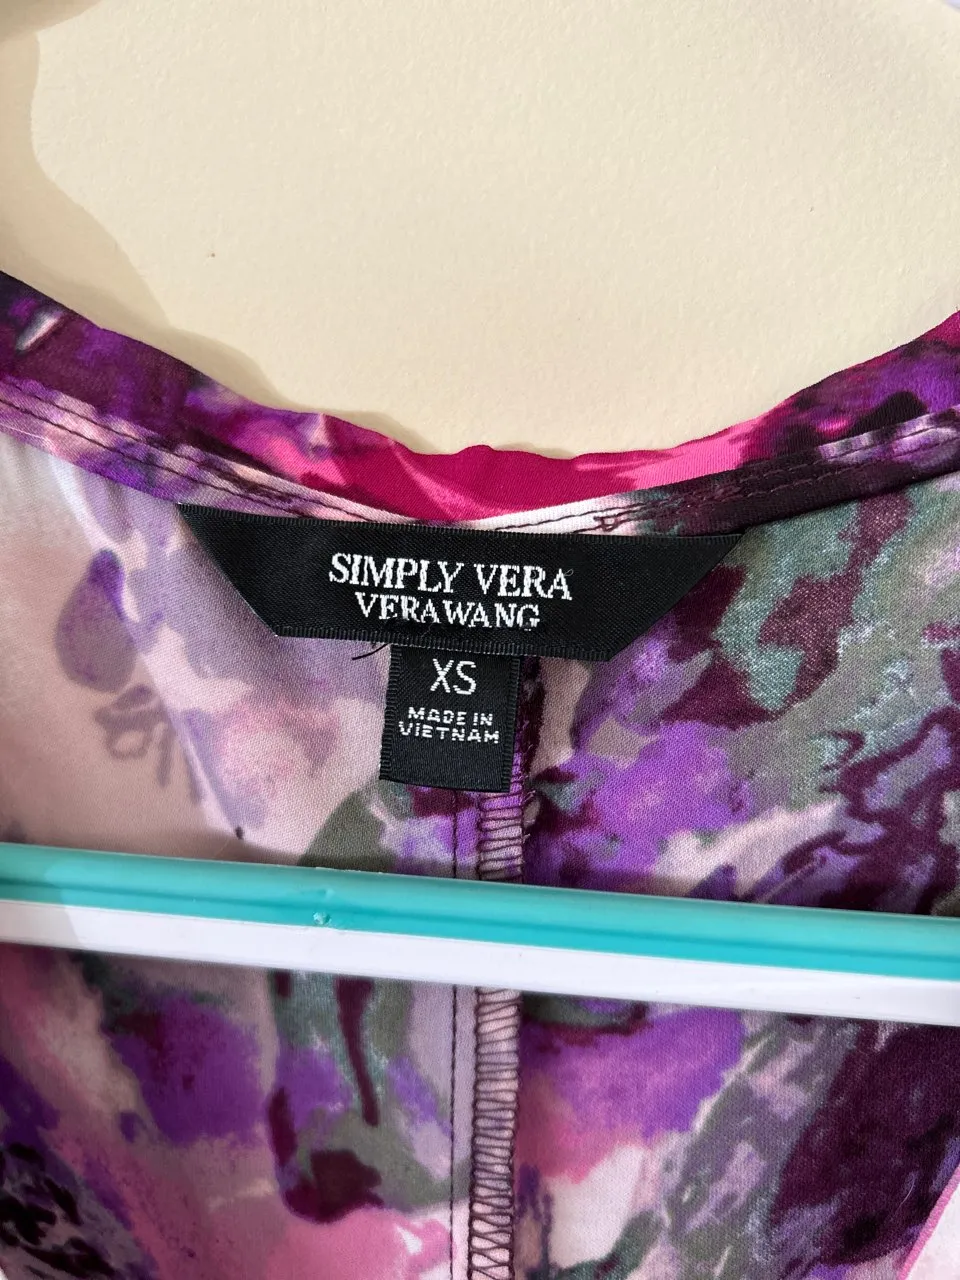 SIMPLY VERA
VERAWANG
XS
MADE IN
VIETNAM